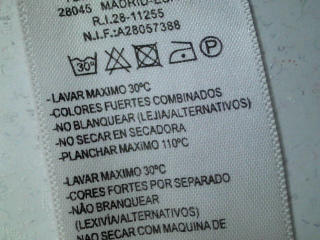 28045 MADRID-ES
R.I.28-11255
N.I.F:A28057388
30°
P
-LAVAR MAXIMO 30ºC
-COLORES FUERTES COMBINADOS
-NO BLANQUEAR (LEJIA/ALTERNATIVOS)
-NO SECAR EN SECADORA
-PLANCHAR MAXIMO 110ºC
-LAVAR MAXIMO 30ºC
-CORES FORTES POR SEPARADO
-NÃO BRANQUEAR
(LEXIVIA/ALTERNATIVOS)
-NAO SECAR COM MAQUINA DE